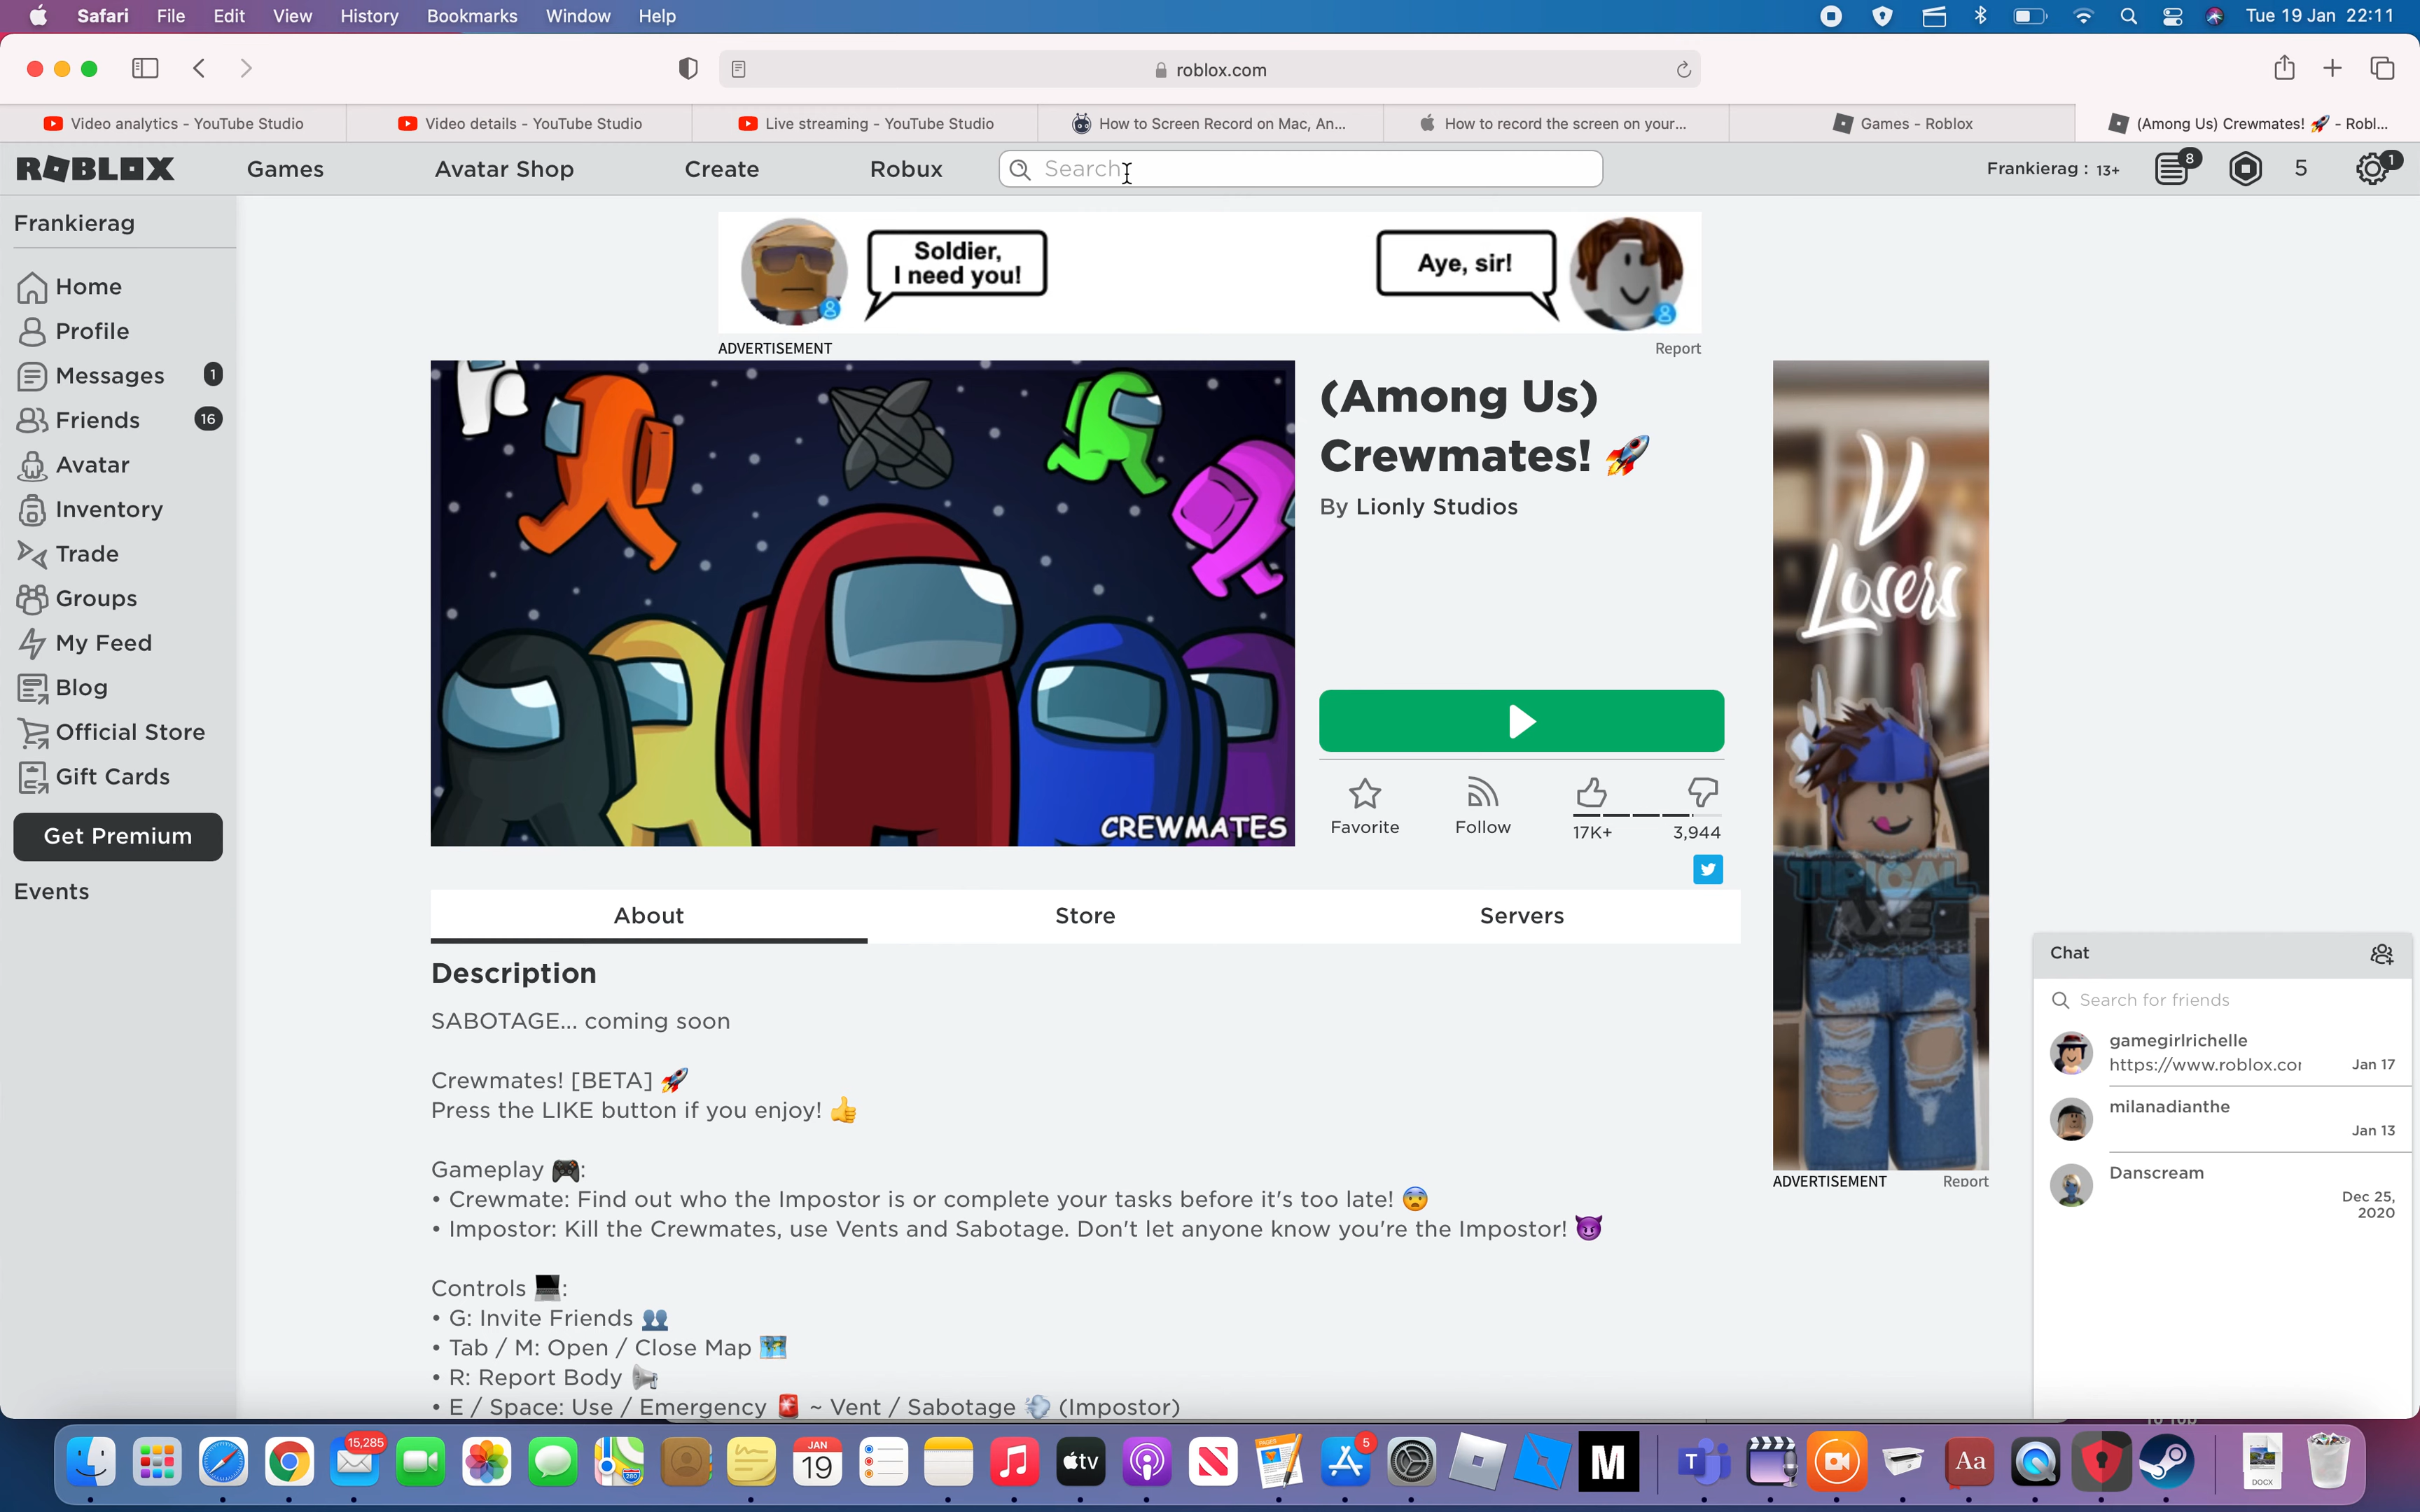 Safari File Edit View History Bookmarks Window Help Tue 19 Jan 22:11
roblox.com
Video analytics - YouTube Studio
Video details - YouTube Studio
Live streaming - YouTube Studio
How to Screen Record on Mac, An...
How to record the screen on your...
Games - Roblox
(Among Us) Crewmates! 🚀 - Robl...
ROBLOX Games Avatar Shop Create Robux Search Frankierag : 13+ 8 5 1
Frankierag
Home
Profile
Messages 1
Friends 16
Avatar
Inventory
Trade
Groups
My Feed
Blog
Official Store
Gift Cards
Get Premium
Events
Soldier,
I need you!
Aye, sir!
ADVERTISEMENT Report
CREWMATES
(Among Us)
Crewmates! 🚀
By Lionly Studios
Favorite Follow 17K+ 3,944
V
Losers
TIPICAL
AXE
ADVERTISEMENT Report
About Store Servers
Description
SABOTAGE... coming soon
Crewmates! [BETA] 🚀
Press the LIKE button if you enjoy! 👍
Gameplay 🎮:
• Crewmate: Find out who the Impostor is or complete your tasks before it's too late! 😨
• Impostor: Kill the Crewmates, use Vents and Sabotage. Don't let anyone know you're the Impostor! 😈
Controls 💻:
• G: Invite Friends 👥
• Tab / M: Open / Close Map 🗺️
• R: Report Body 📢
• E / Space: Use / Emergency 🚨 ~ Vent / Sabotage 💨 (Impostor)
Chat
Search for friends
gamegirlrichelle
https://www.roblox.co Jan 17
milanadianthe
Jan 13
Danscream
Dec 25,
2020
15,285
JAN
19
280
tv
5
M
T
Aa
DOCX